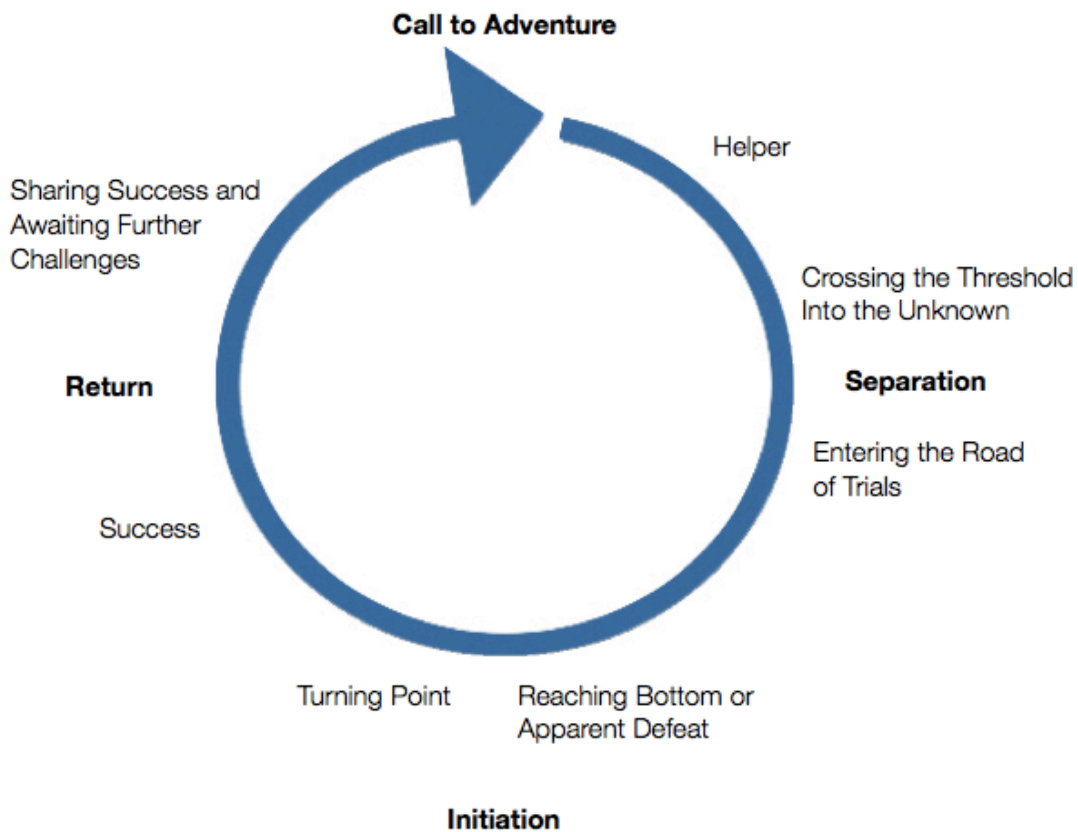 Call to Adventure
Helper
Sharing Success and
Awaiting Further
Challenges
Crossing the Threshold
Into the Unknown
Return
Separation
Entering the Road
of Trials
Success
Turning Point
Reaching Bottom or
Apparent Defeat
Initiation